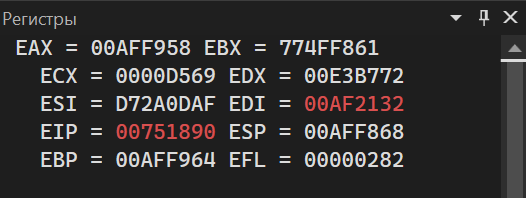 Регистры
EAX = 00AFF958 EBX = 774FF861
ECX = 0000D569 EDX = 00E3B772
ESI = D72A0DAF EDI = 00AF2132
EIP = 00751890 ESP = 00AFF868
EBP = 00AFF964 EFL = 00000282